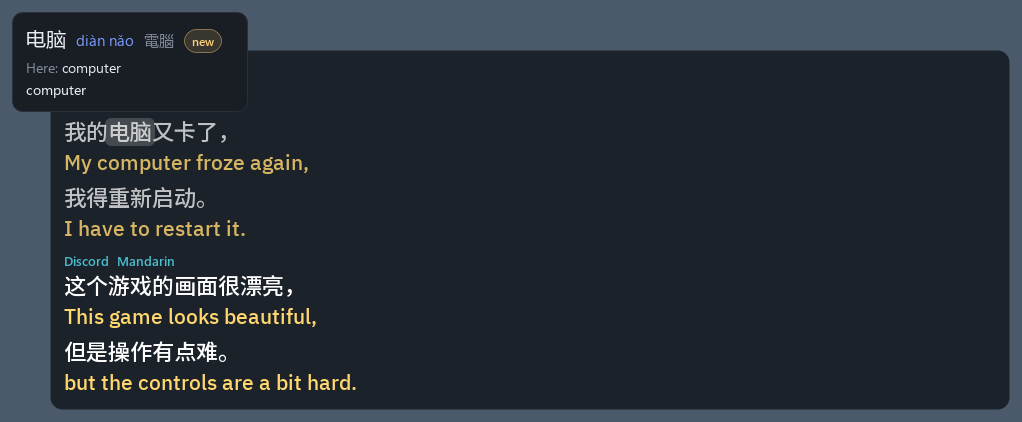 电脑 diàn nǎo 電腦 new
Here: computer
computer
我的电脑又卡了，
My computer froze again,
我得重新启动。
I have to restart it.
Discord Mandarin
这个游戏的画面很漂亮，
This game looks beautiful,
但是操作有点难。
but the controls are a bit hard.